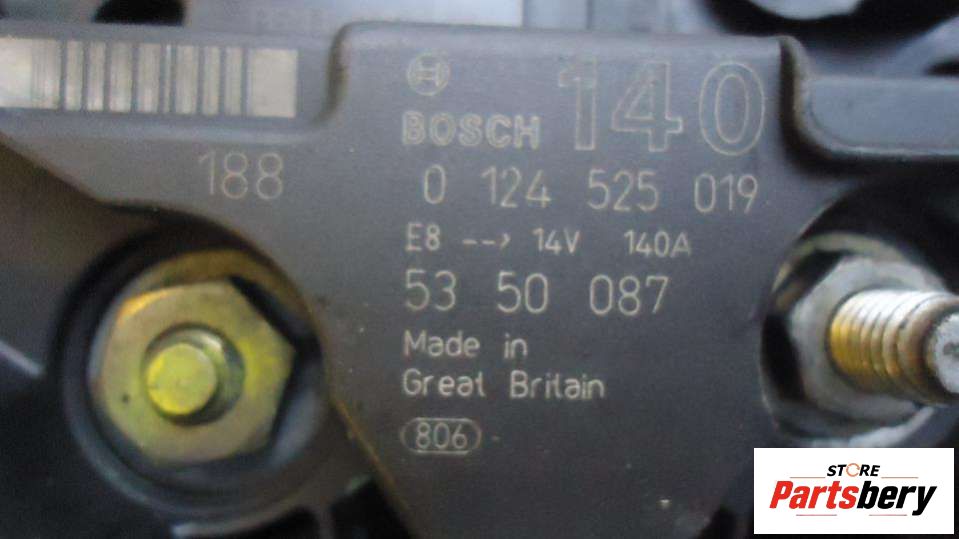 BOSCH 140
188
0 124 525 019
E8 --> 14V 140A
53 50 087
Made in
Great Britain
806
STORE
Partsbery